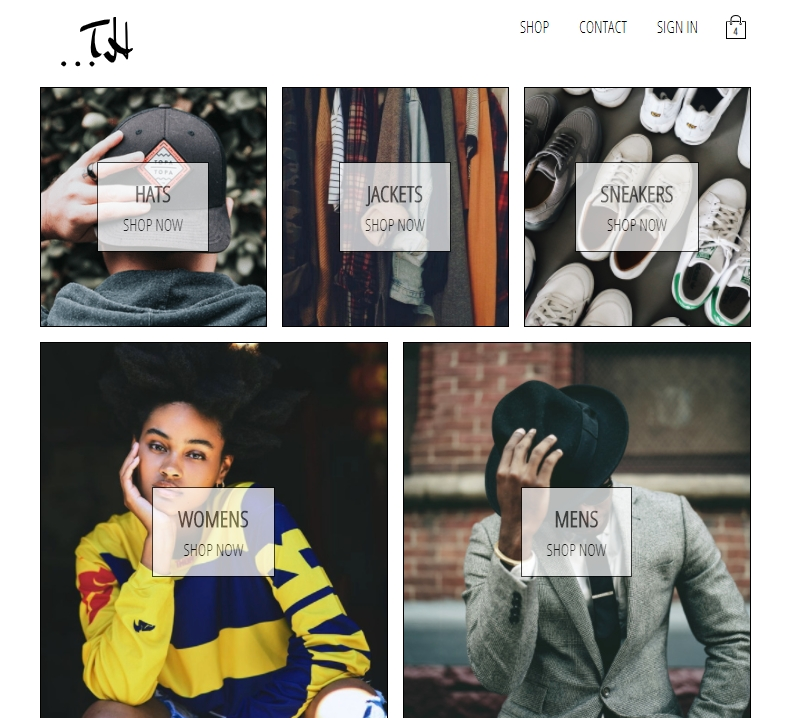 ...TH
SHOP CONTACT SIGN IN 4
TOPA
HATS
SHOP NOW
JACKETS
SHOP NOW
SNEAKERS
SHOP NOW
WOMENS
SHOP NOW
MENS
SHOP NOW